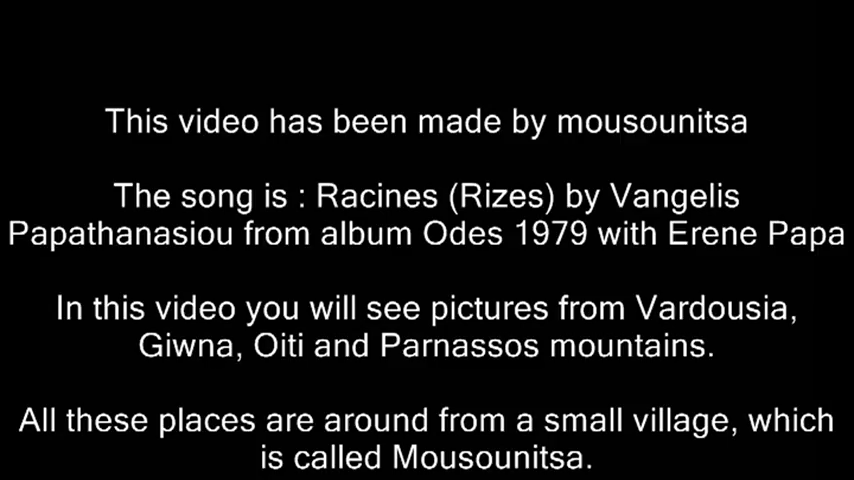 This video has been made by mousounitsa
The song is : Racines (Rizes) by Vangelis
Papathanasiou from album Odes 1979 with Erene Papa
In this video you will see pictures from Vardousia,
Giwna, Oiti and Parnassos mountains.
All these places are around from a small village, which
is called Mousounitsa.